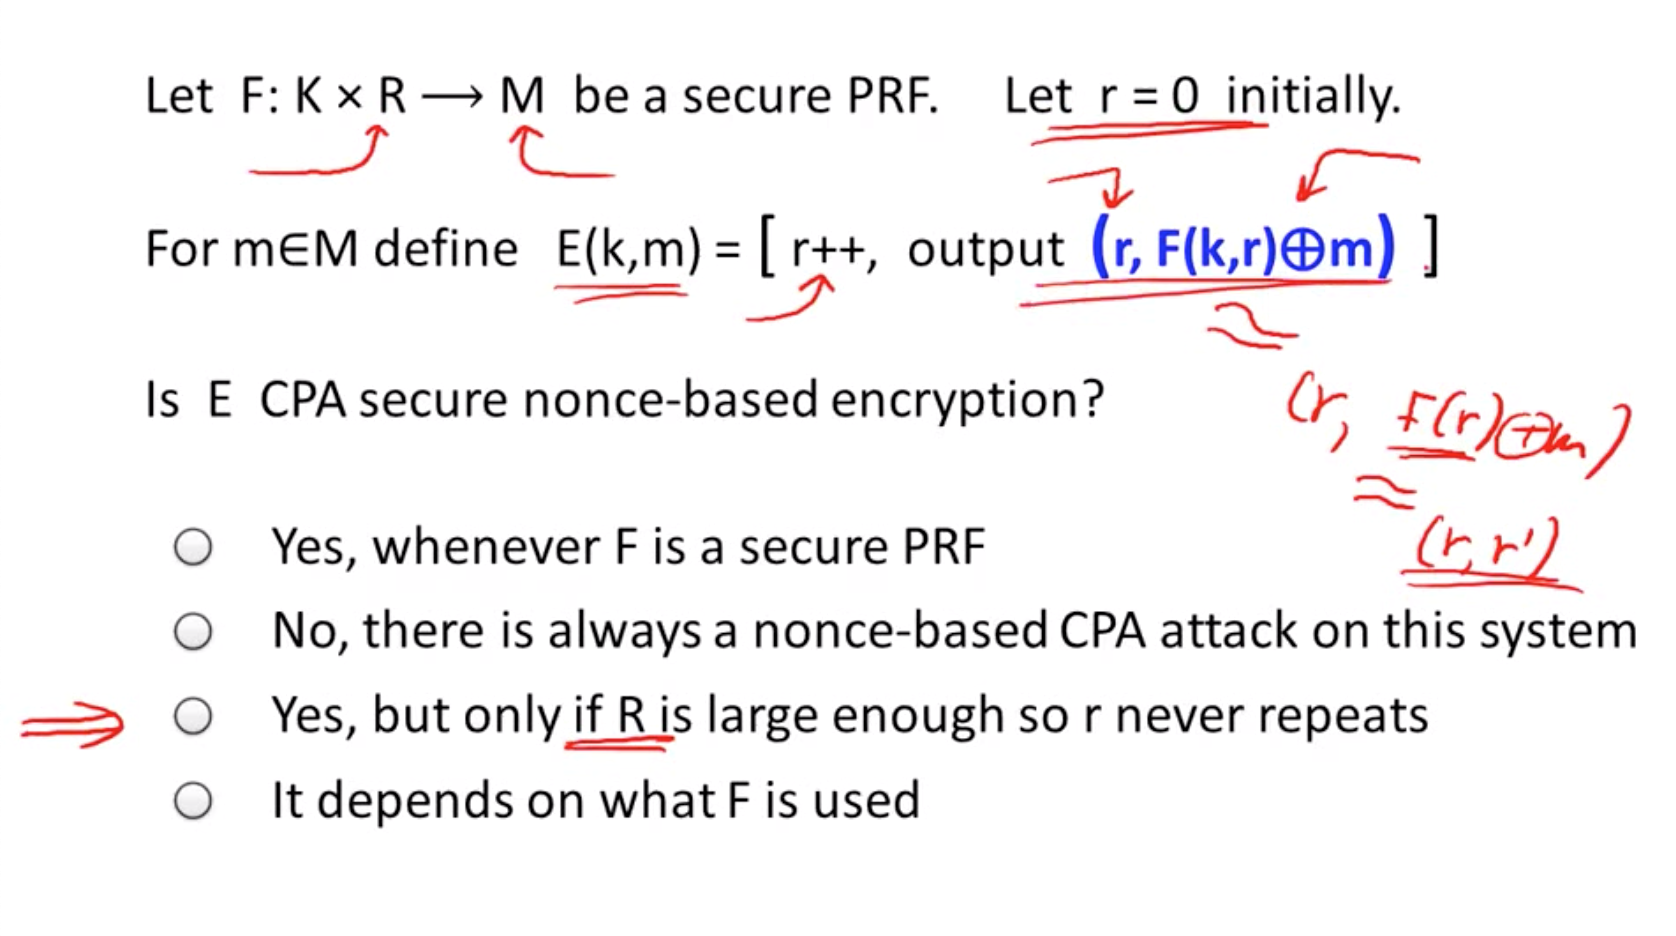 Let F: K × R ⟶ M be a secure PRF. Let r = 0 initially.
For m∈M define E(k,m) = [ r++, output (r, F(k,r)⊕m) ]
≈
Is E CPA secure nonce-based encryption?
(r, F(r)⊕m)
≈
(r, r')
Yes, whenever F is a secure PRF
No, there is always a nonce-based CPA attack on this system
⇒ Yes, but only if R is large enough so r never repeats
It depends on what F is used